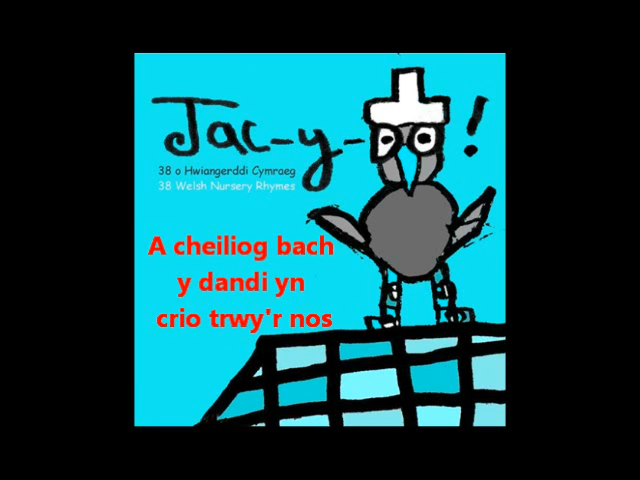 Jac-y-do!
38 o Hwiangerddi Cymraeg
38 Welsh Nursery Rhymes
A cheiliog bach
y dandi yn
crio trwy'r nos